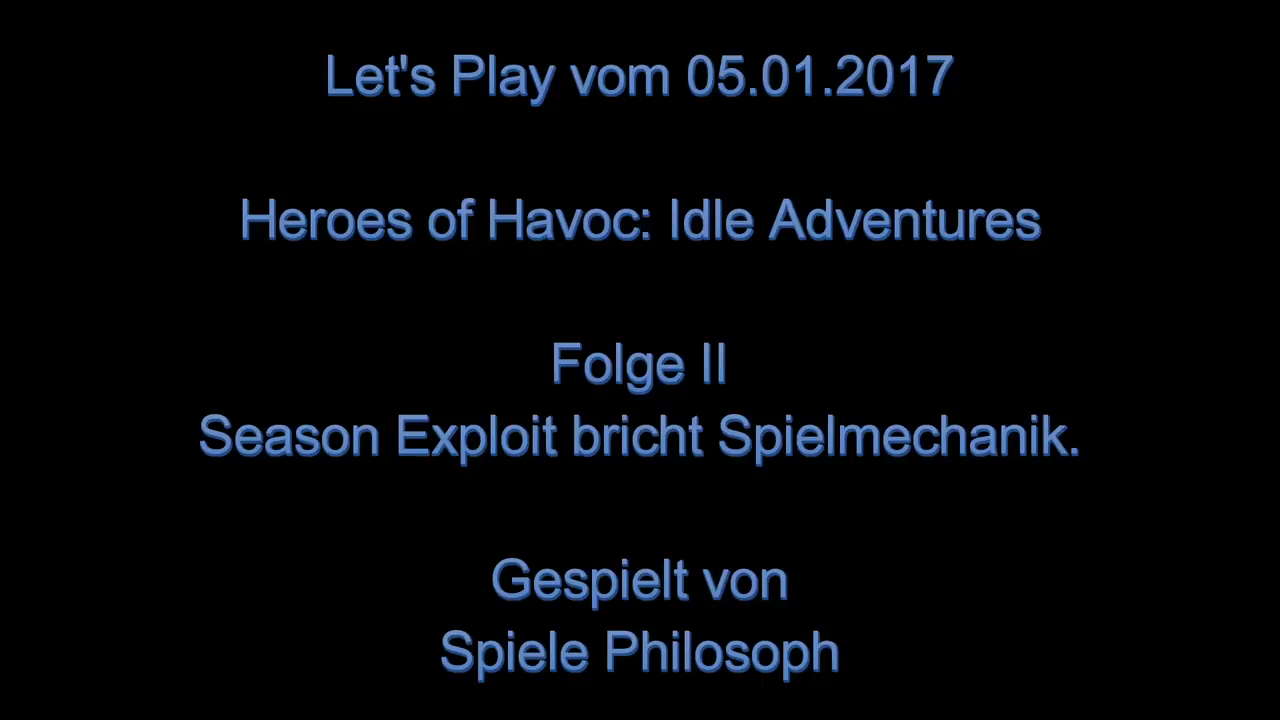 Let's Play vom 05.01.2017
Heroes of Havoc: Idle Adventures
Folge II
Season Exploit bricht Spielmechanik.
Gespielt von
Spiele Philosoph